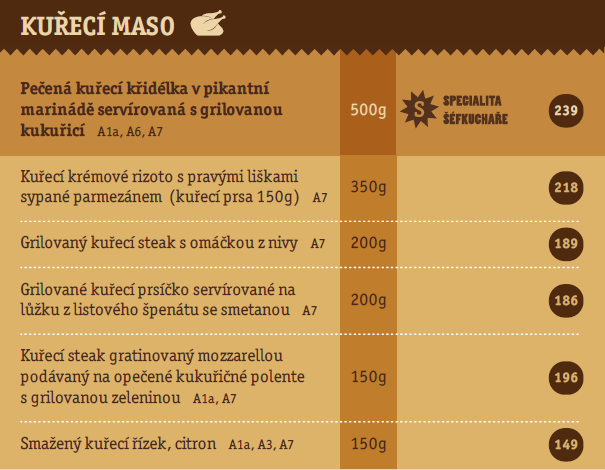 KUŘECÍ MASO
Pečená kuřecí křidélka v pikantní
marinádě servírovaná s grilovanou
kukuřicí A1a, A6, A7
500g
S
SPECIALITA
ŠÉFKUCHAŘE
239
Kuřecí krémové rizoto s pravými liškami
sypané parmezánem (kuřecí prsa 150g) A7
350g
218
Grilovaný kuřecí steak s omáčkou z nivy A7
200g
189
Grilované kuřecí prsíčko servírované na
lůžku z listového špenátu se smetanou A7
200g
186
Kuřecí steak gratinovaný mozzarellou
podávaný na opečené kukuřičné polente
s grilovanou zeleninou A1a, A7
150g
196
Smažený kuřecí řízek, citron A1a, A3, A7
150g
149